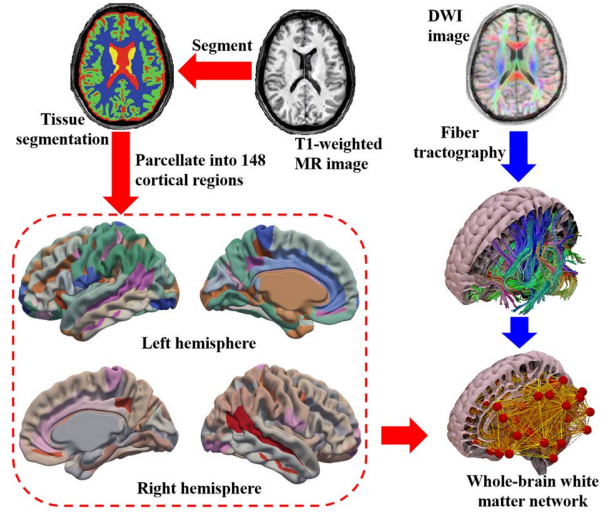 Segment
DWI
image
Tissue
segmentation
T1-weighted
MR image
Fiber
tractography
Parcellate into 148
cortical regions
Left hemisphere
Right hemisphere
Whole-brain white
matter network